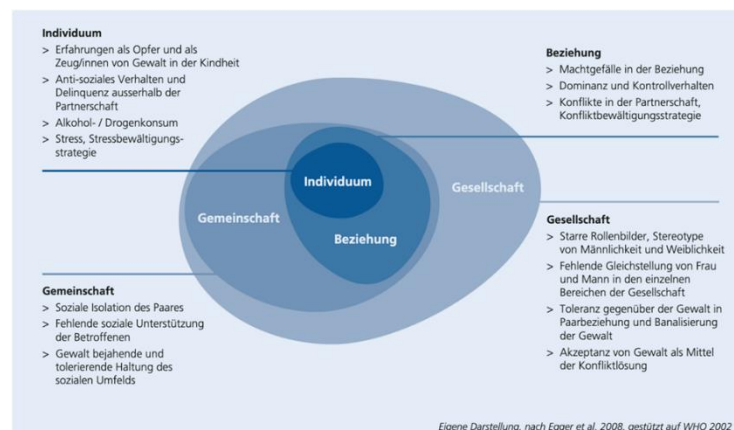 Individuum
> Erfahrungen als Opfer und als
Zeug/innen von Gewalt in der Kindheit
> Anti-soziales Verhalten und
Delinquenz ausserhalb der
Partnerschaft
> Alkohol- / Drogenkonsum
> Stress, Stressbewältigungs-
strategie
Beziehung
> Machtgefälle in der Beziehung
> Dominanz und Kontrollverhalten
> Konflikte in der Partnerschaft,
Konfliktbewältigungsstrategie
Individuum
Gesellschaft
Gemeinschaft
Beziehung
Gemeinschaft
> Soziale Isolation des Paares
> Fehlende soziale Unterstützung
der Betroffenen
> Gewalt bejahende und
tolerierende Haltung des
sozialen Umfelds
Gesellschaft
> Starre Rollenbilder, Stereotype
von Männlichkeit und Weiblichkeit
> Fehlende Gleichstellung von Frau
und Mann in den einzelnen
Bereichen der Gesellschaft
> Toleranz gegenüber der Gewalt in
Paarbeziehung und Banalisierung
der Gewalt
> Akzeptanz von Gewalt als Mittel
der Konfliktlösung
Eigene Darstellung, nach Egger et al. 2008, gestützt auf WHO 2002